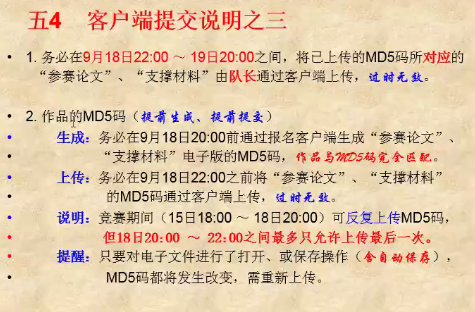 五4 客户端提交说明之三
• 1. 务必在9月18日22:00 ～ 19日20:00之间，将已上传的MD5码所对应的
“参赛论文”、“支撑材料”由队长通过客户端上传，过时无效。
• 2. 作品的MD5码（提前生成、提前提交）
• 生成：务必在9月18日20:00前通过报名客户端生成“参赛论文”、
• “支撑材料”电子版的MD5码，作品与MD5码完全匹配。
• 上传：务必在9月18日22:00之前将“参赛论文”、“支撑材料”
• 的MD5码通过客户端上传，过时无效。
• 说明：竞赛期间（15日18:00 ～ 18日20:00）可反复上传MD5码，
• 但18日20:00 ～ 22:00之间最多只允许上传最后一次。
• 提醒：只要对电子文件进行了打开、或保存操作（含自动保存），
• MD5码都将发生改变，需重新上传。